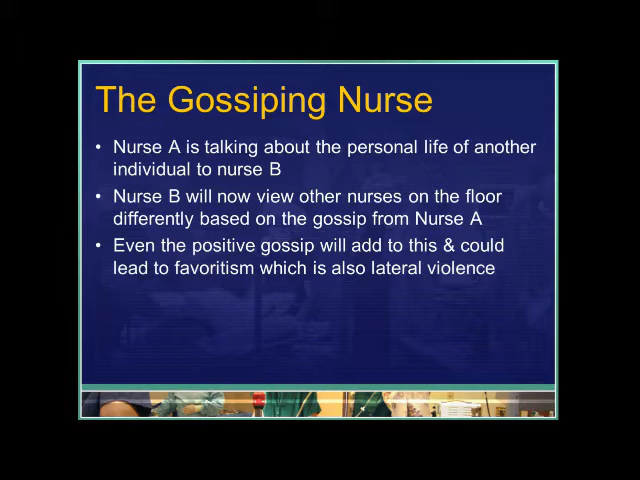 The Gossiping Nurse
• Nurse A is talking about the personal life of another
individual to nurse B
• Nurse B will now view other nurses on the floor
differently based on the gossip from Nurse A
• Even the positive gossip will add to this & could
lead to favoritism which is also lateral violence